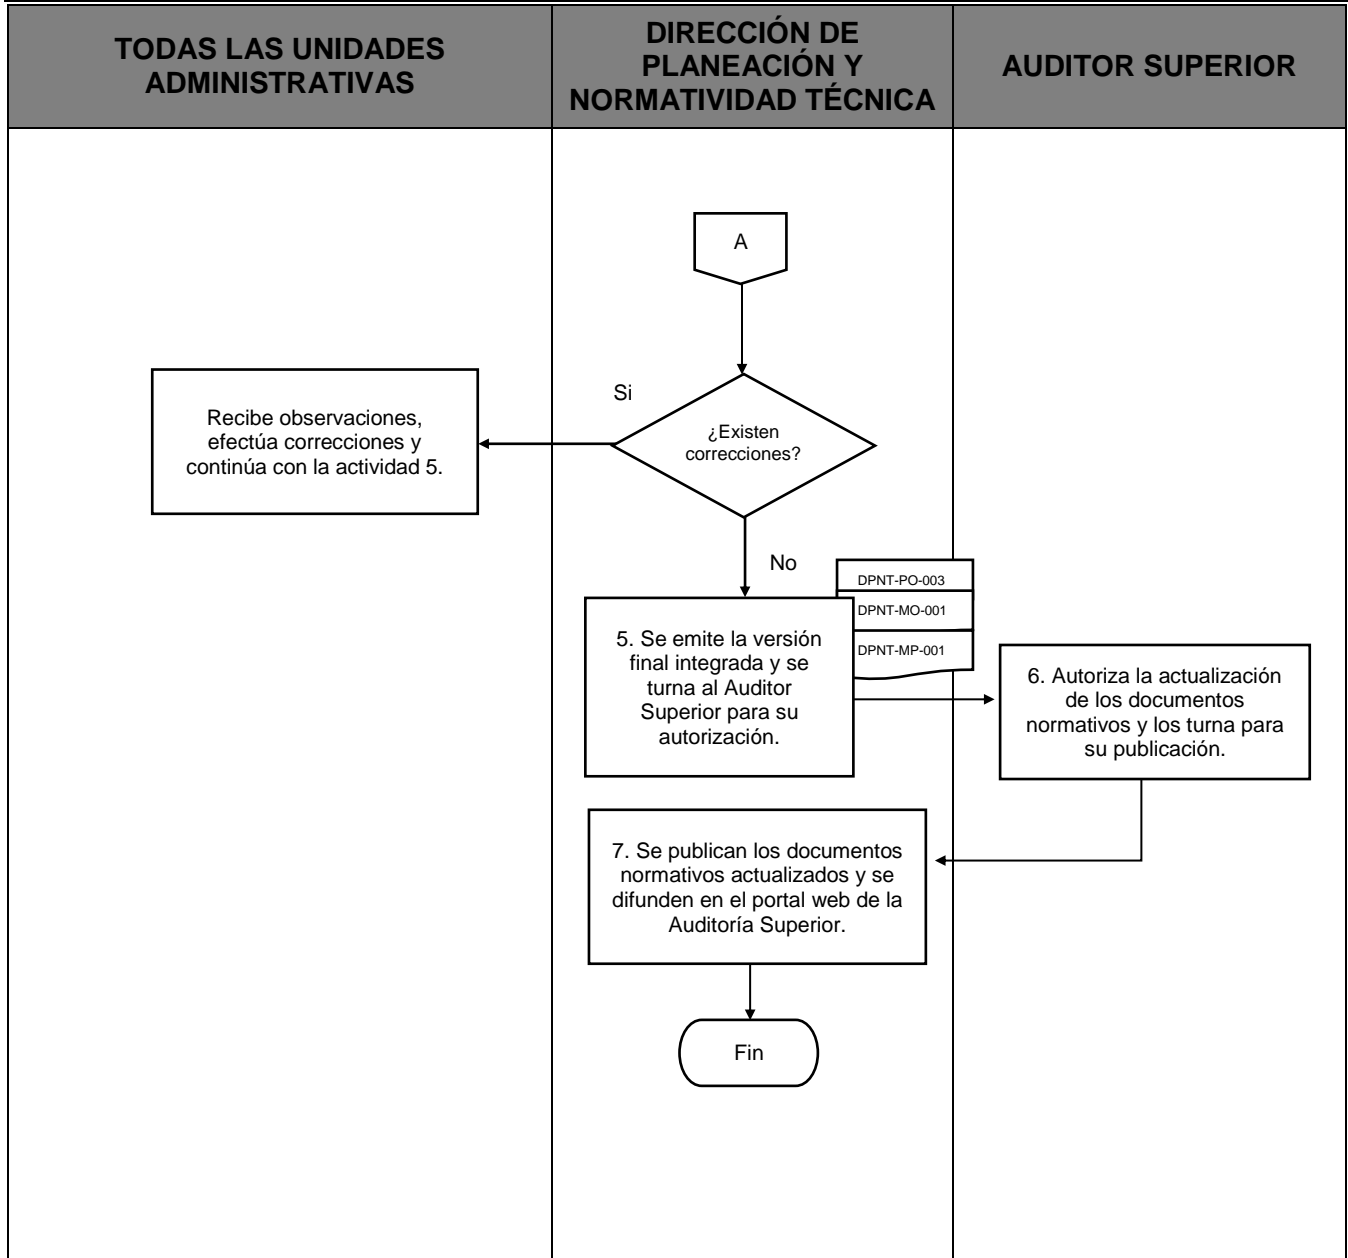 TODAS LAS UNIDADES
ADMINISTRATIVAS
DIRECCIÓN DE
PLANEACIÓN Y
NORMATIVIDAD TÉCNICA
AUDITOR SUPERIOR
A
Si
¿Existen
correcciones?
Recibe observaciones,
efectúa correcciones y
continúa con la actividad 5.
No
DPNT-PO-003
DPNT-MO-001
DPNT-MP-001
5. Se emite la versión
final integrada y se
turna al Auditor
Superior para su
autorización.
6. Autoriza la actualización
de los documentos
normativos y los turna para
su publicación.
7. Se publican los documentos
normativos actualizados y se
difunden en el portal web de la
Auditoría Superior.
Fin